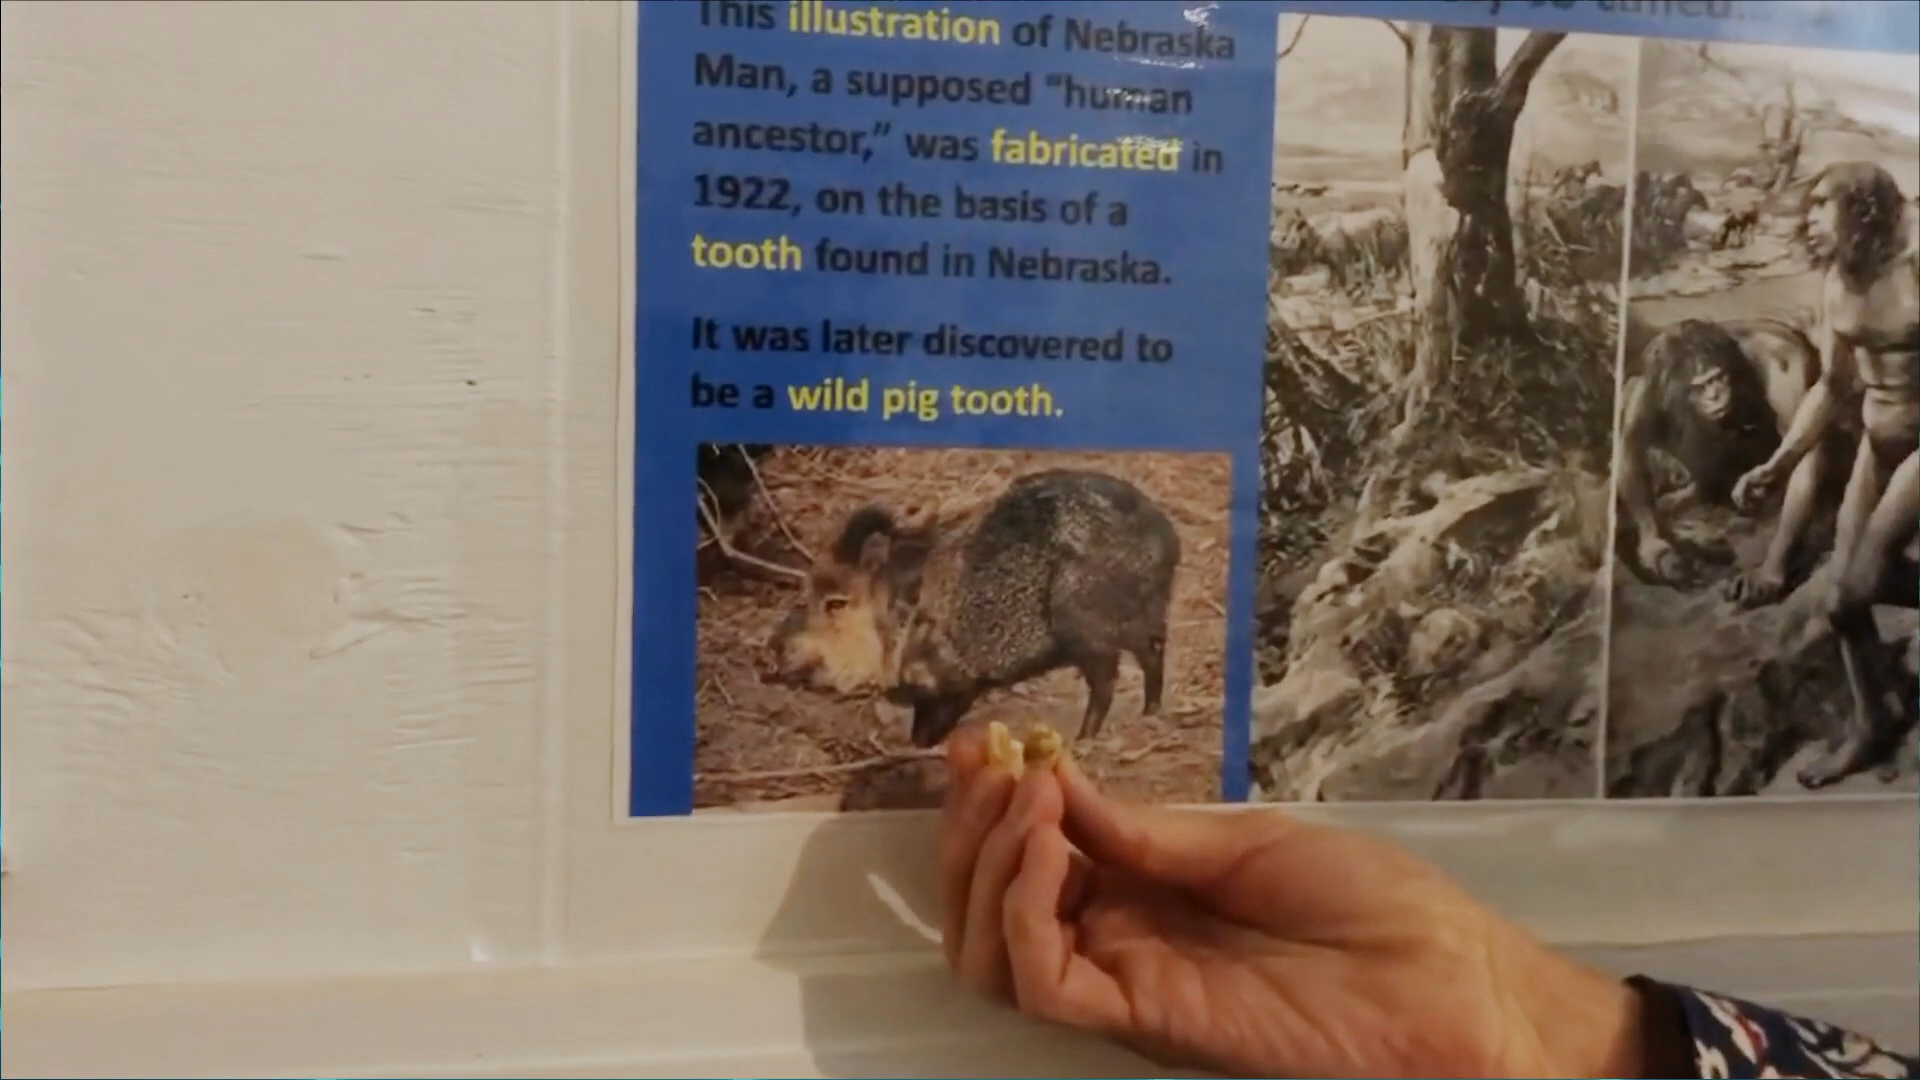 This illustration of Nebraska
Man, a supposed "human
ancestor," was fabricated in
1922, on the basis of a
tooth found in Nebraska.
It was later discovered to
be a wild pig tooth.